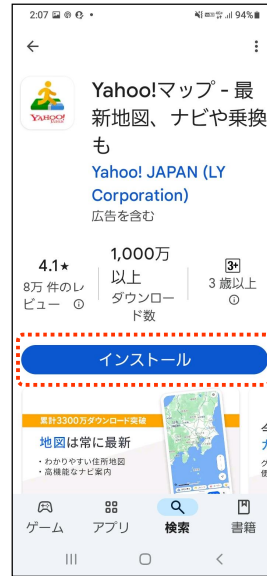 2:07 94%
Yahoo!マップ - 最
新地図、ナビや乗換
も
YAHOO!
JAPAN
Yahoo! JAPAN (LY
Corporation)
広告を含む
4.1★
8万 件のレ
ビュー
1,000万
以上
ダウンロー
ド数
3+
3 歳以上
インストール
累計3300万ダウンロード突破
地図は常に最新
・わかりやすい住所地図
・高機能なナビ案内
ゲーム
アプリ
検索
書籍